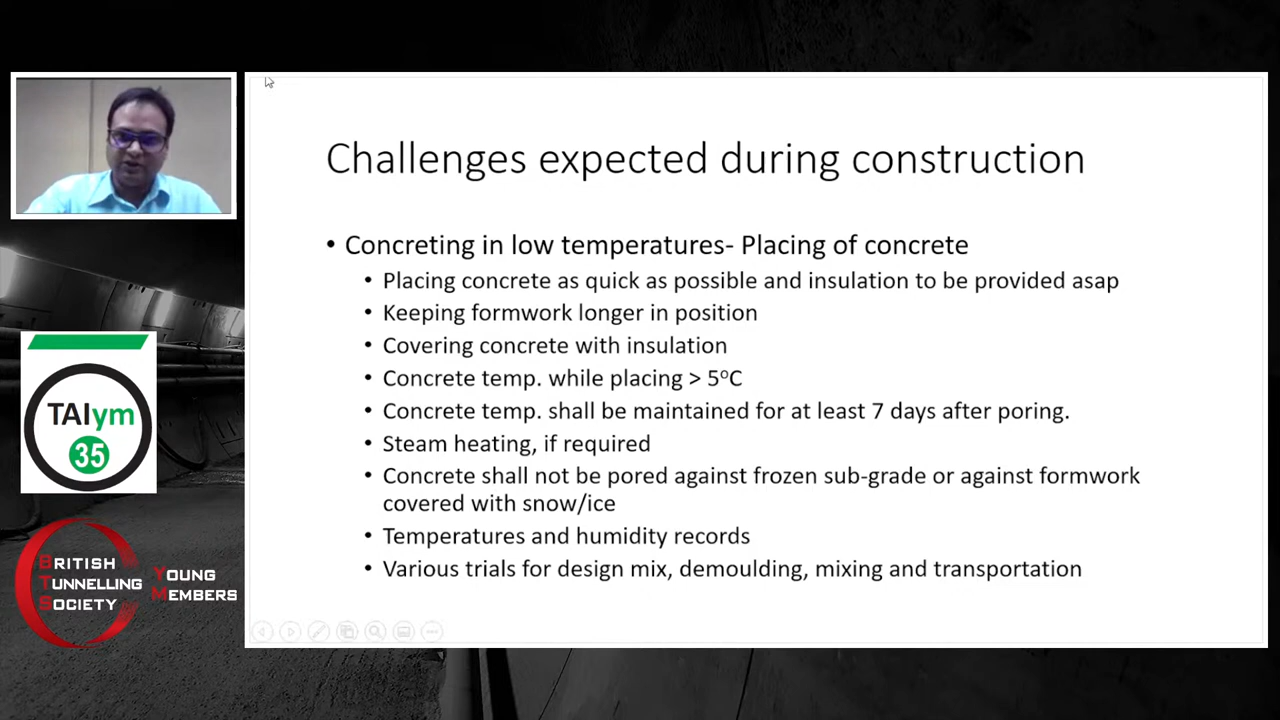 Challenges expected during construction
• Concreting in low temperatures- Placing of concrete
• Placing concrete as quick as possible and insulation to be provided asap
• Keeping formwork longer in position
• Covering concrete with insulation
• Concrete temp. while placing > 5°C
• Concrete temp. shall be maintained for at least 7 days after poring.
• Steam heating, if required
• Concrete shall not be pored against frozen sub-grade or against formwork
covered with snow/ice
• Temperatures and humidity records
• Various trials for design mix, demoulding, mixing and transportation
TAIym
35
BRITISH
TUNNELLING
SOCIETY
YOUNG
MEMBERS